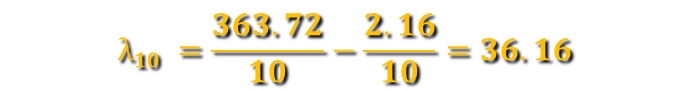 λ₁₀ = 363.72/10 − 2.16/10 = 36.16